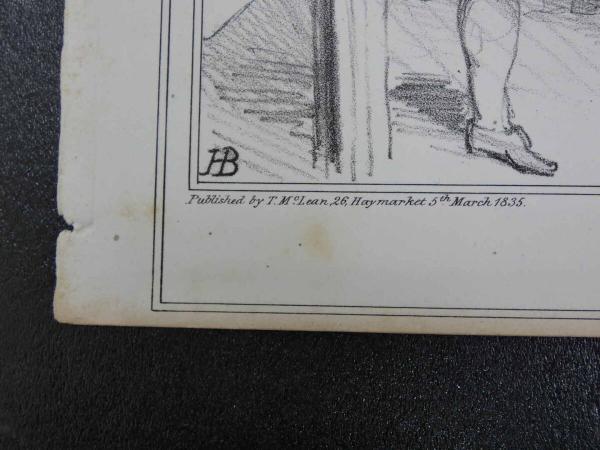 HB
Published by T. McLean, 26, Haymarket 5th March 1835.